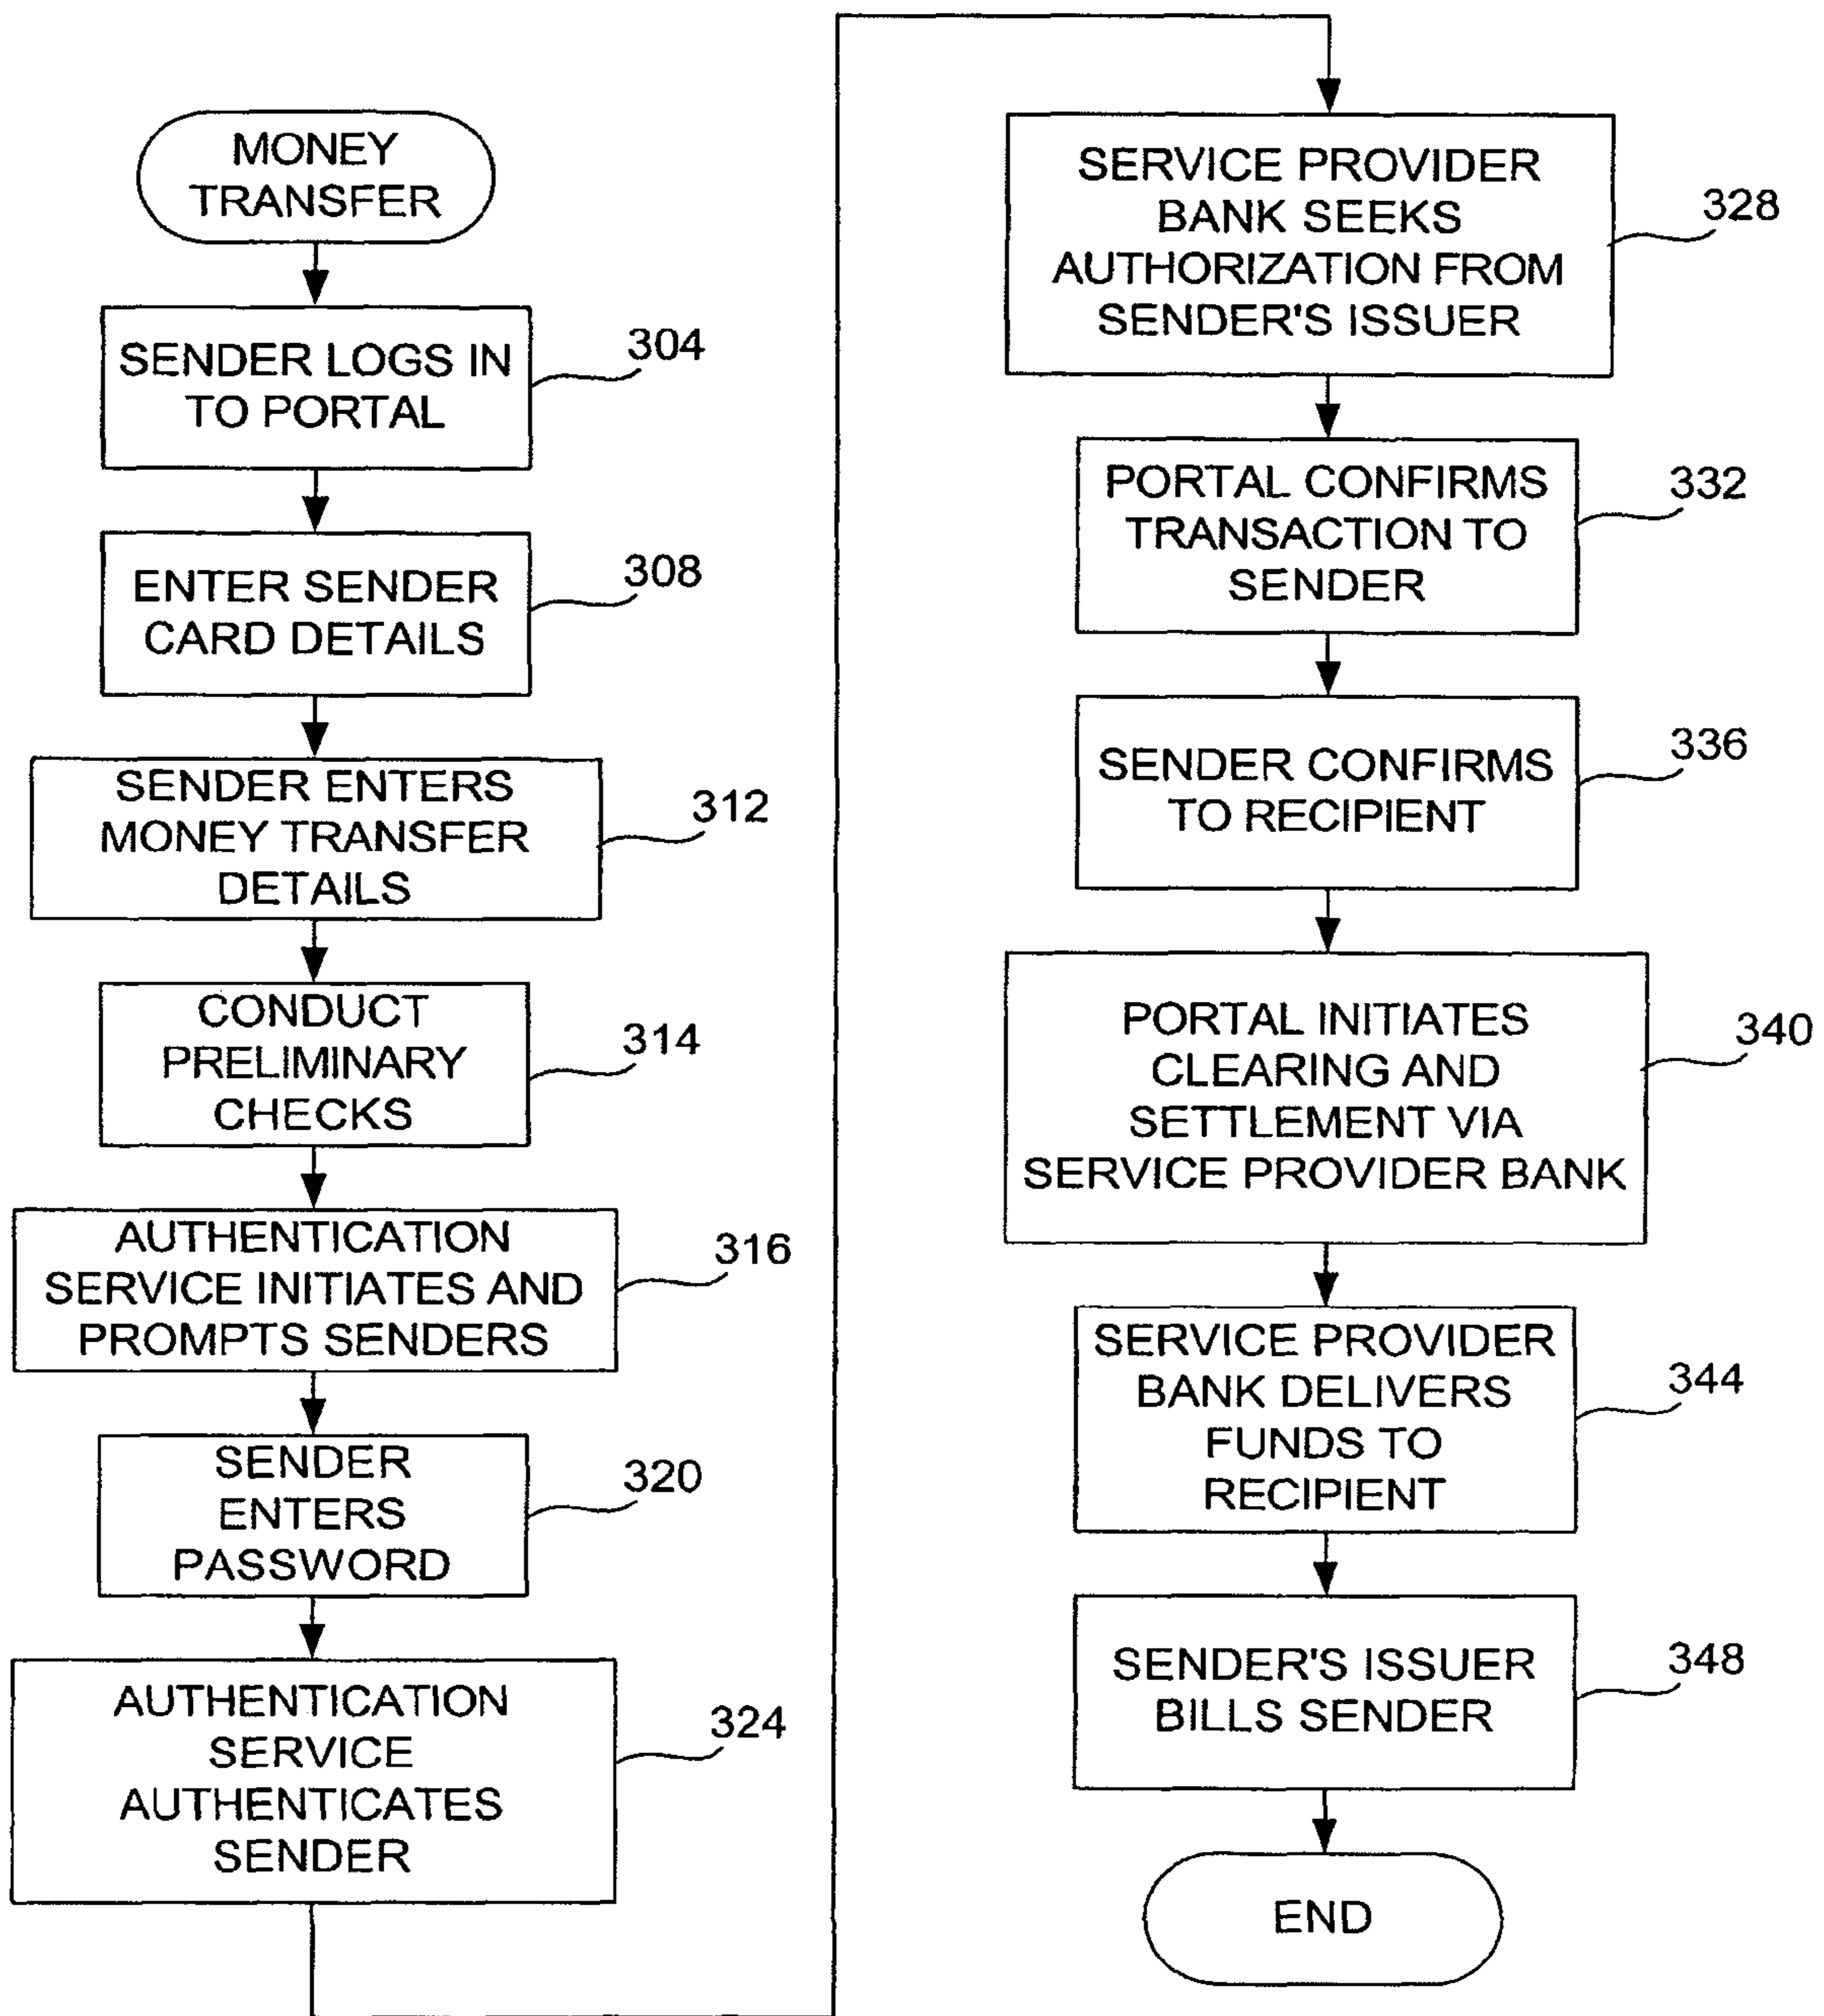 MONEY
TRANSFER
SENDER LOGS IN
TO PORTAL
304
ENTER SENDER
CARD DETAILS
308
SENDER ENTERS
MONEY TRANSFER
DETAILS
312
CONDUCT
PRELIMINARY
CHECKS
314
AUTHENTICATION
SERVICE INITIATES AND
PROMPTS SENDERS
316
SENDER
ENTERS
PASSWORD
320
AUTHENTICATION
SERVICE
AUTHENTICATES
SENDER
324
SERVICE PROVIDER
BANK SEEKS
AUTHORIZATION FROM
SENDER'S ISSUER
328
PORTAL CONFIRMS
TRANSACTION TO
SENDER
332
SENDER CONFIRMS
TO RECIPIENT
336
PORTAL INITIATES
CLEARING AND
SETTLEMENT VIA
SERVICE PROVIDER BANK
340
SERVICE PROVIDER
BANK DELIVERS
FUNDS TO
RECIPIENT
344
SENDER'S ISSUER
BILLS SENDER
348
END